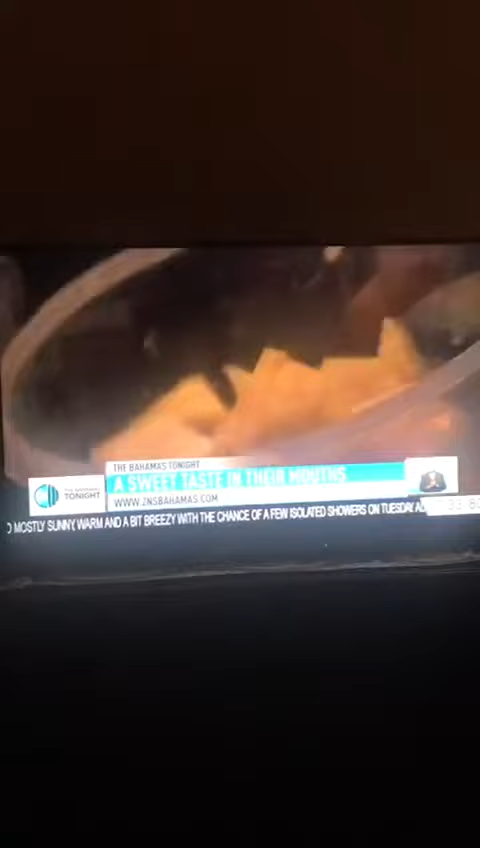 THE BAHAMAS TONIGHT
A SWEET TASTE IN THEIR MOUTHS
TONIGHT
WWW.ZNSBAHAMAS.COM
MOSTLY SUNNY, WARM AND A BIT BREEZY WITH THE CHANCE OF A FEW ISOLATED SHOWERS ON TUESDAY